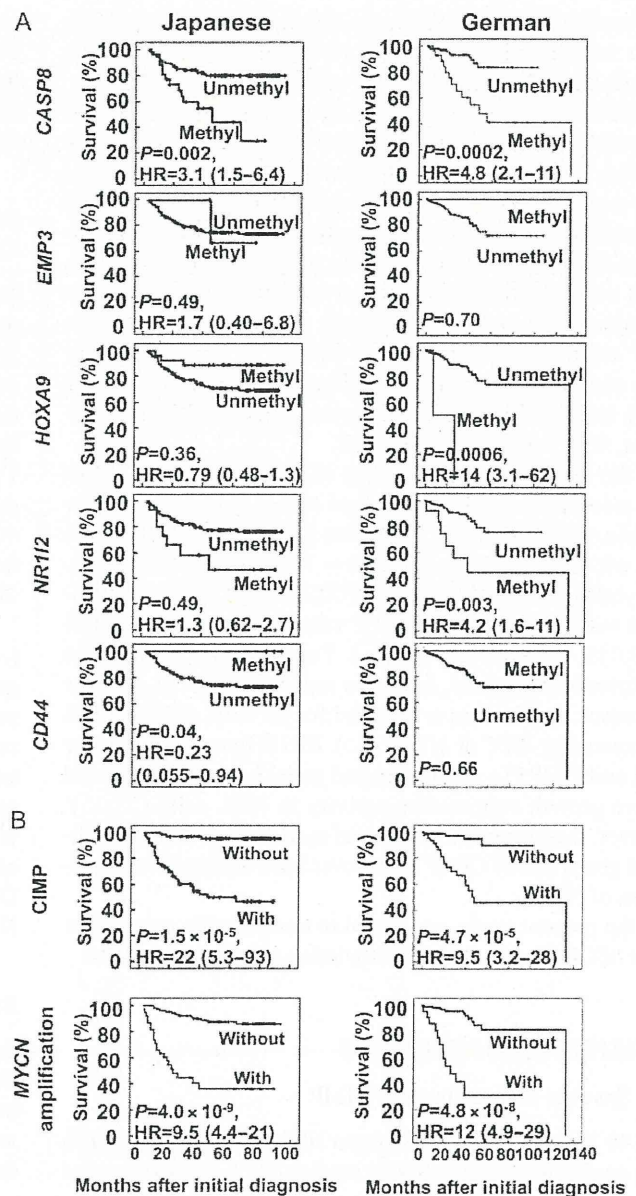 A
Japanese
German
CASP8
Survival (%)
100
80
60
40
20
0
Unmethyl
Methyl
P=0.002,
HR=3.1 (1.5–6.4)
Survival (%)
100
80
60
40
20
0
Unmethyl
Methyl
P=0.0002,
HR=4.8 (2.1–11)
EMP3
Survival (%)
100
80
60
40
20
0
Unmethyl
Methyl
P=0.49,
HR=1.7 (0.40–6.8)
Survival (%)
100
80
60
40
20
0
Methyl
Unmethyl
P=0.70
HOXA9
Survival (%)
100
80
60
40
20
0
Methyl
Unmethyl
P=0.36,
HR=0.79 (0.48–1.3)
Survival (%)
100
80
60
40
20
0
Unmethyl
Methyl
P=0.0006,
HR=14 (3.1–62)
NR1I2
Survival (%)
100
80
60
40
20
0
Unmethyl
Methyl
P=0.49,
HR=1.3 (0.62–2.7)
Survival (%)
100
80
60
40
20
0
Unmethyl
Methyl
P=0.003,
HR=4.2 (1.6–11)
CD44
Survival (%)
100
80
60
40
20
0
Methyl
Unmethyl
P=0.04,
HR=0.23
(0.055–0.94)
Survival (%)
100
80
60
40
20
0
Methyl
Unmethyl
P=0.66
B
CIMP
Survival (%)
100
80
60
40
20
0
Without
With
P=1.5 × 10-5,
HR=22 (5.3–93)
Survival (%)
100
80
60
40
20
0
Without
With
P=4.7 × 10-5,
HR=9.5 (3.2–28)
MYCN
amplification
Survival (%)
100
80
60
40
20
0
Without
With
P=4.0 × 10-9,
HR=9.5 (4.4–21)
0 20 40 60 80 100
Months after initial diagnosis
Survival (%)
100
80
60
40
20
0
Without
With
P=4.8 × 10-8,
HR=12 (4.9–29)
0 20 40 60 80 100 140
Months after initial diagnosis